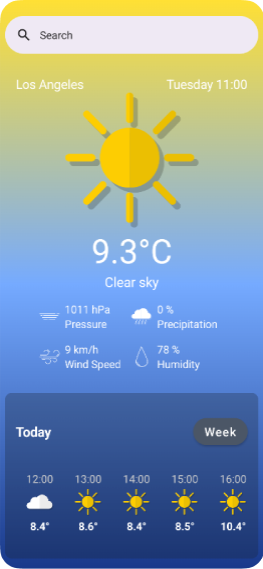 Search
Los Angeles Tuesday 11:00
9.3°C
Clear sky
1011 hPa 0 %
Pressure Precipitation
9 km/h 78 %
Wind Speed Humidity
Today Week
12:00 13:00 14:00 15:00 16:00
8.4° 8.6° 8.4° 8.5° 10.4°